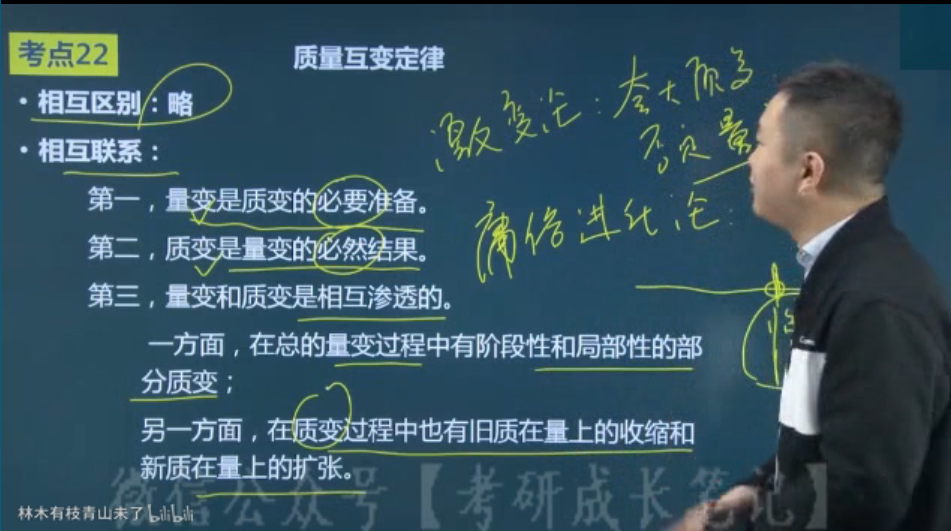 考点22
质量互变定律
• 相互区别：略
• 相互联系：
第一，量变是质变的必要准备。
第二，质变是量变的必然结果。
第三，量变和质变是相互渗透的。
一方面，在总的量变过程中有阶段性和局部性的部
分质变；
另一方面，在质变过程中也有旧质在量上的收缩和
新质在量上的扩张。
激变论：夸大质变
否定量
庸俗进化论：
微信公众号【考研成长笔记】
林木有枝青山未了 bilibili